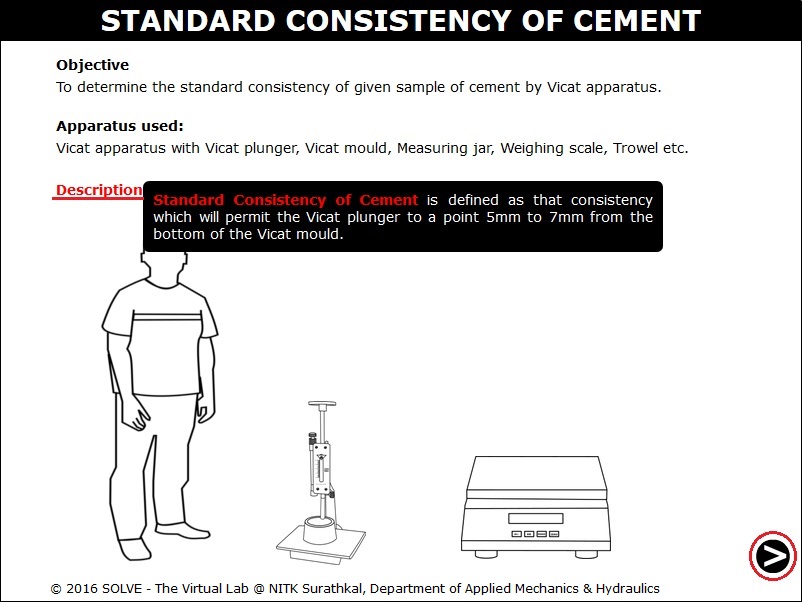 STANDARD CONSISTENCY OF CEMENT
Objective
To determine the standard consistency of given sample of cement by Vicat apparatus.
Apparatus used:
Vicat apparatus with Vicat plunger, Vicat mould, Measuring jar, Weighing scale, Trowel etc.
Description
Standard Consistency of Cement is defined as that consistency
which will permit the Vicat plunger to a point 5mm to 7mm from the
bottom of the Vicat mould.
© 2016 SOLVE - The Virtual Lab @ NITK Surathkal, Department of Applied Mechanics & Hydraulics